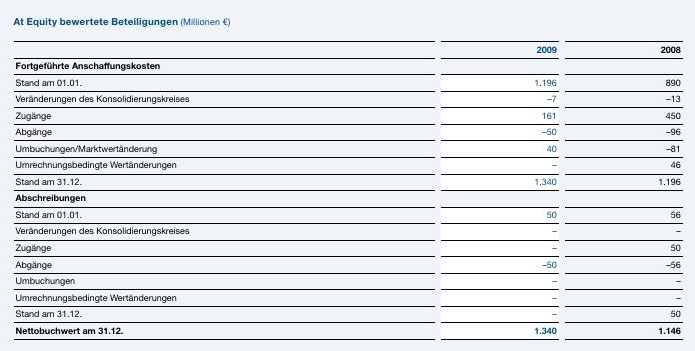 At Equity bewertete Beteiligungen (Millionen €)
2009 2008
Fortgeführte Anschaffungskosten
Stand am 01.01. 1.196 890
Veränderungen des Konsolidierungskreises –7 –13
Zugänge 161 450
Abgänge –50 –96
Umbuchungen/Marktwertänderung 40 –81
Umrechnungsbedingte Wertänderungen – 46
Stand am 31.12. 1.340 1.196
Abschreibungen
Stand am 01.01. 50 56
Veränderungen des Konsolidierungskreises – –
Zugänge – 50
Abgänge –50 –56
Umbuchungen – –
Umrechnungsbedingte Wertänderungen – –
Stand am 31.12. – 50
Nettobuchwert am 31.12. 1.340 1.146